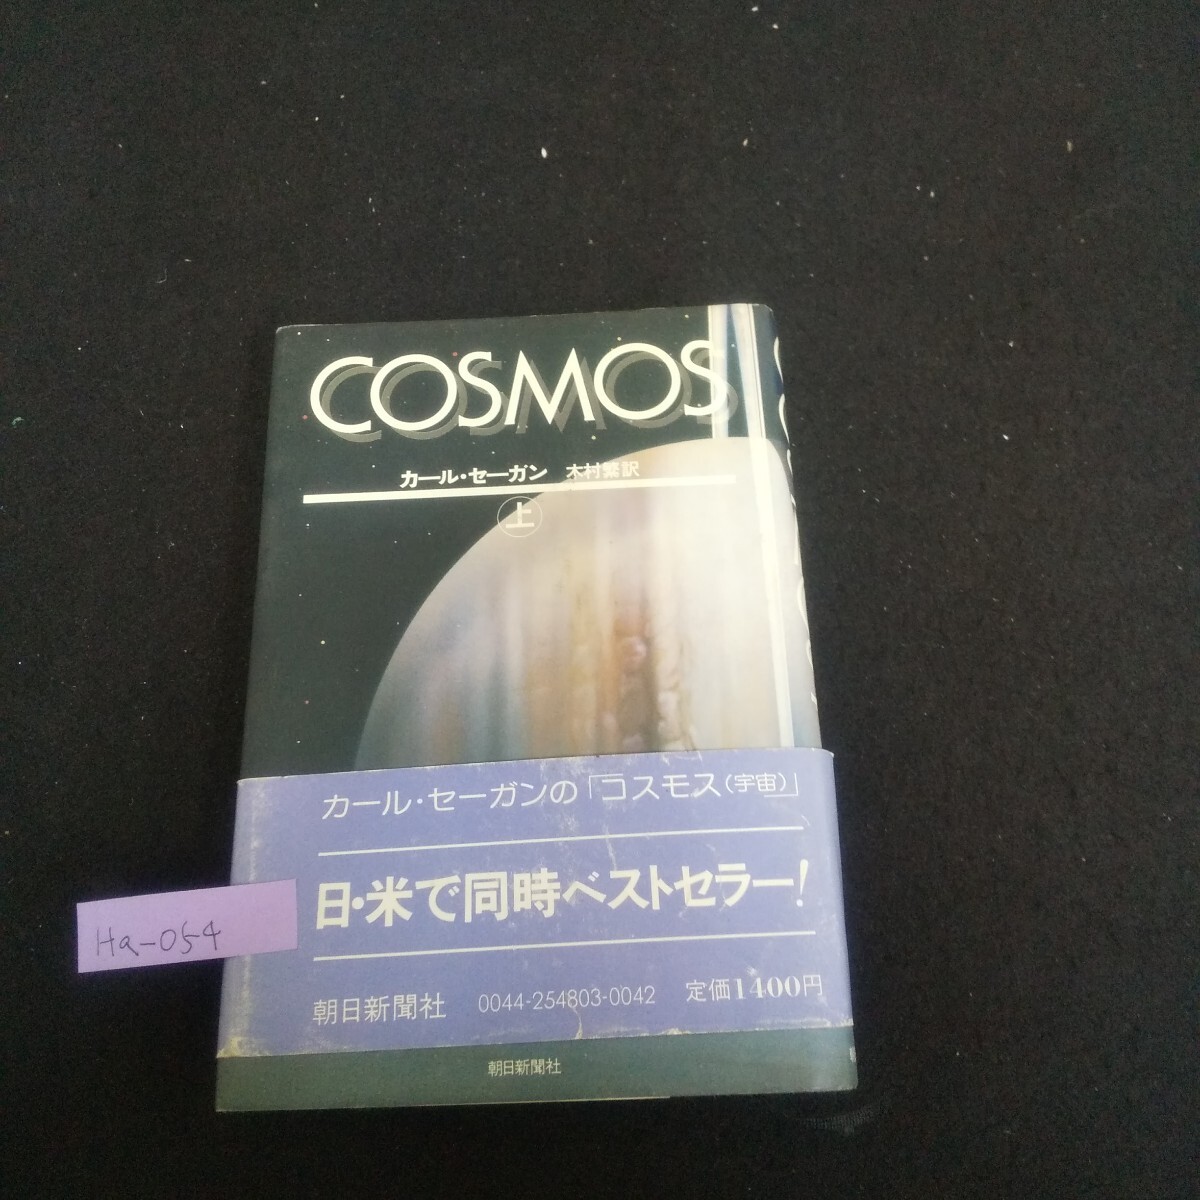 COSMOS
カール・セーガン 木村繁訳
上
カール・セーガンの「コスモス(宇宙)」
日・米で同時ベストセラー!
Ha-054
朝日新聞社 0044-254803-0042 定価1400円
朝日新聞社